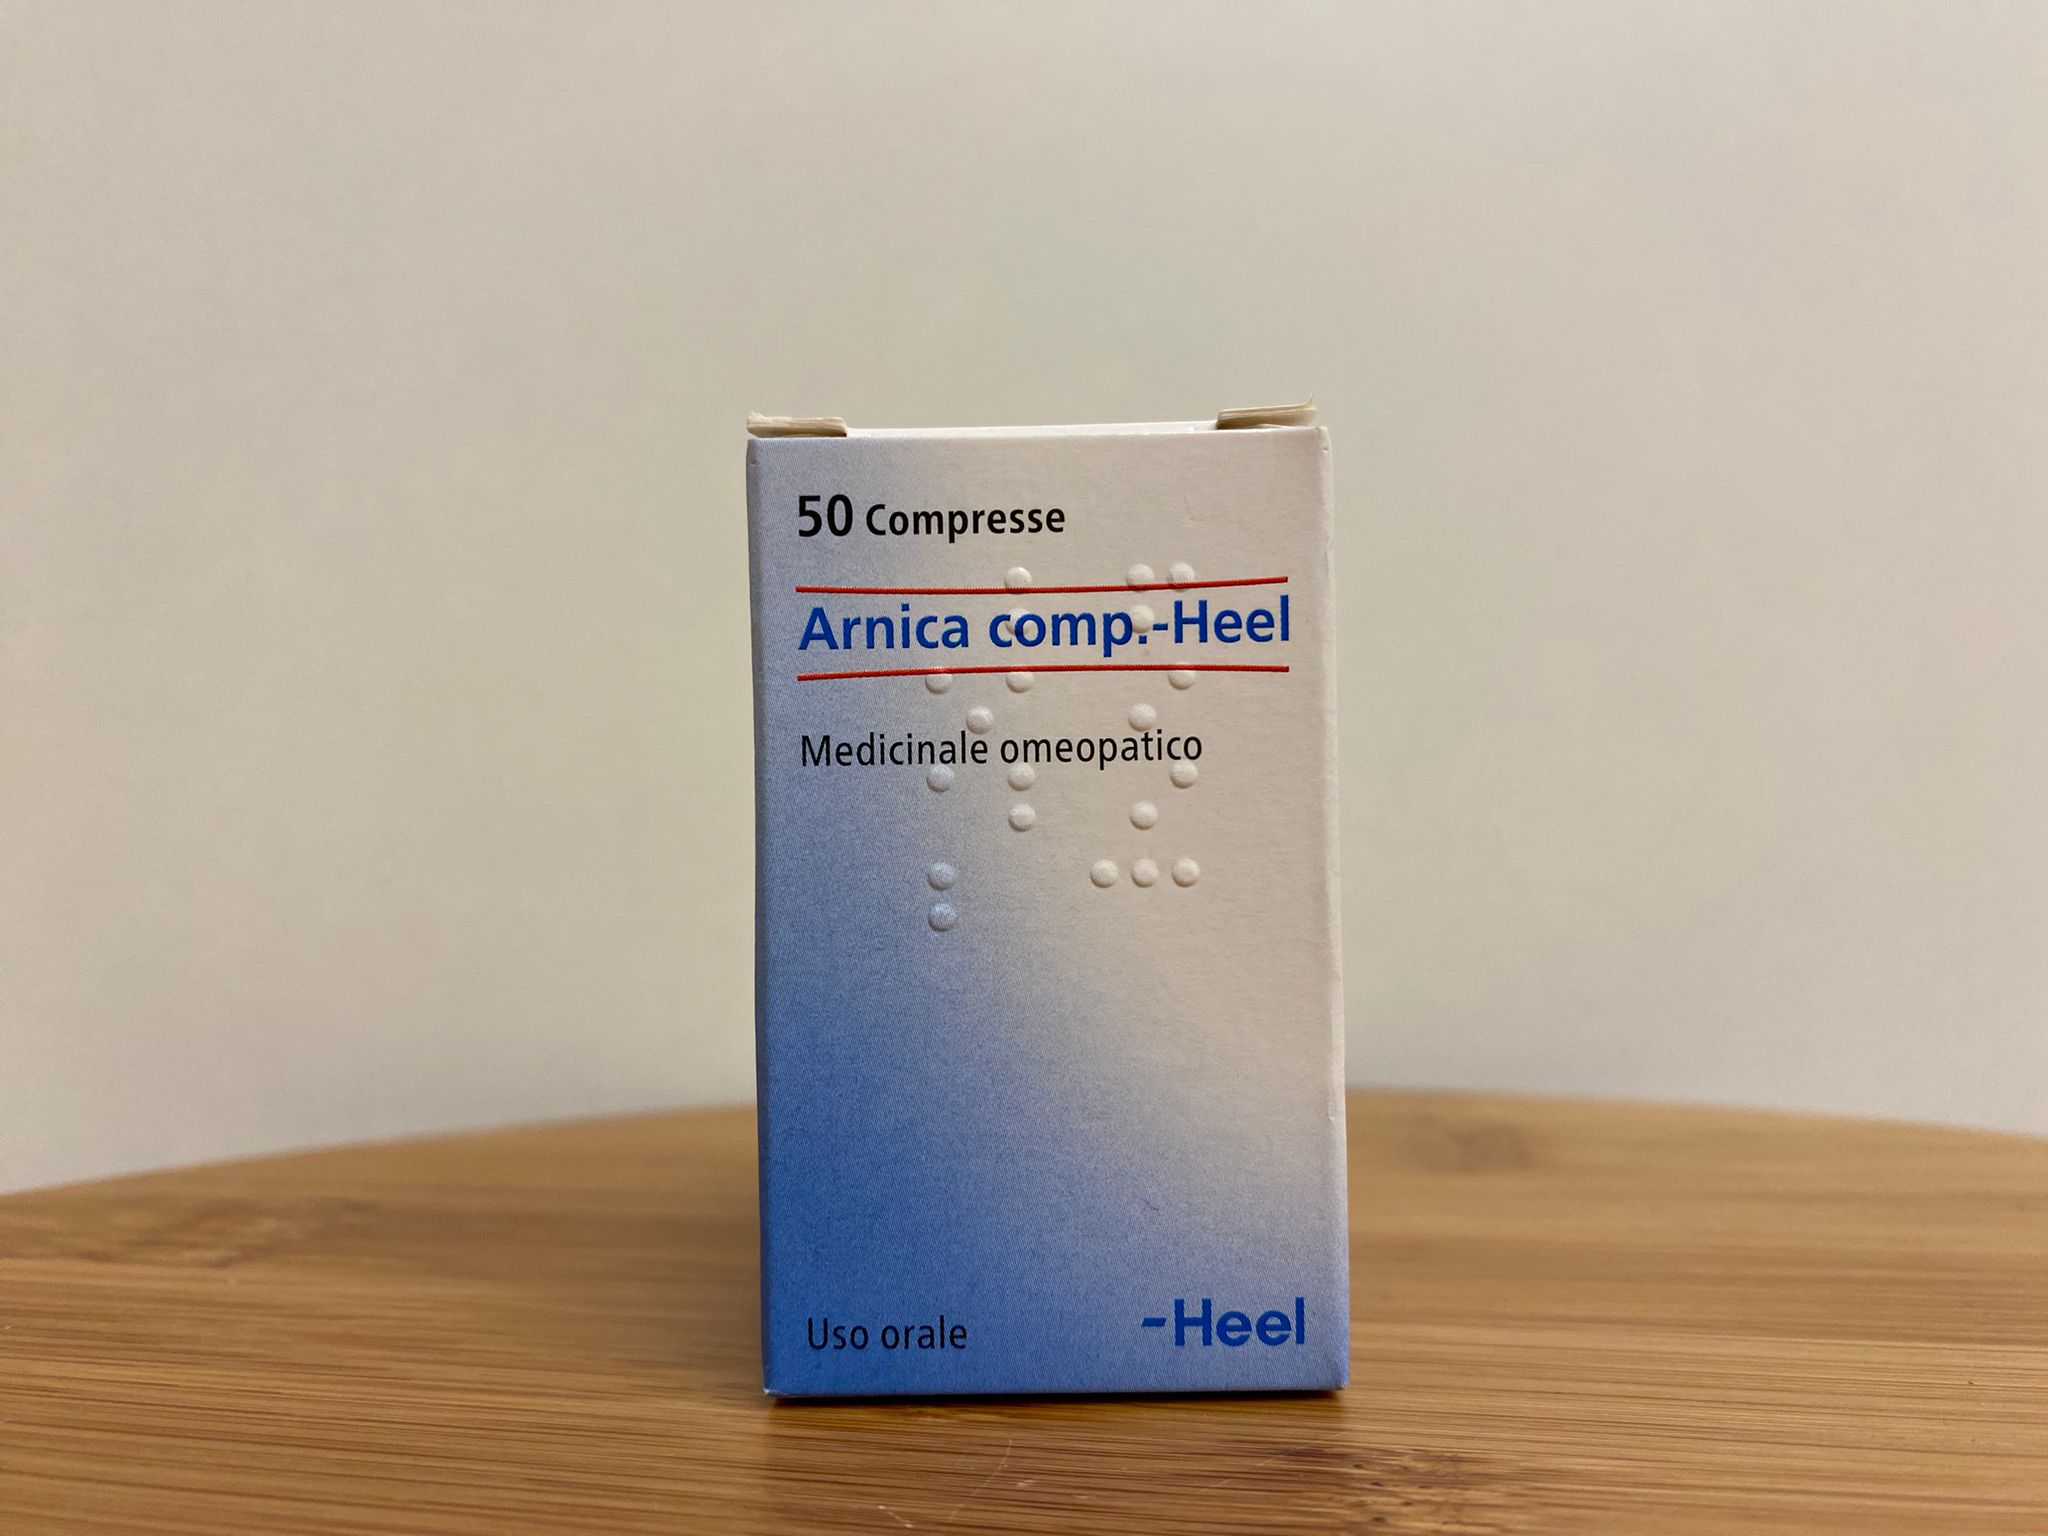 50 Compresse
Arnica comp.-Heel
Medicinale omeopatico
Uso orale
-Heel